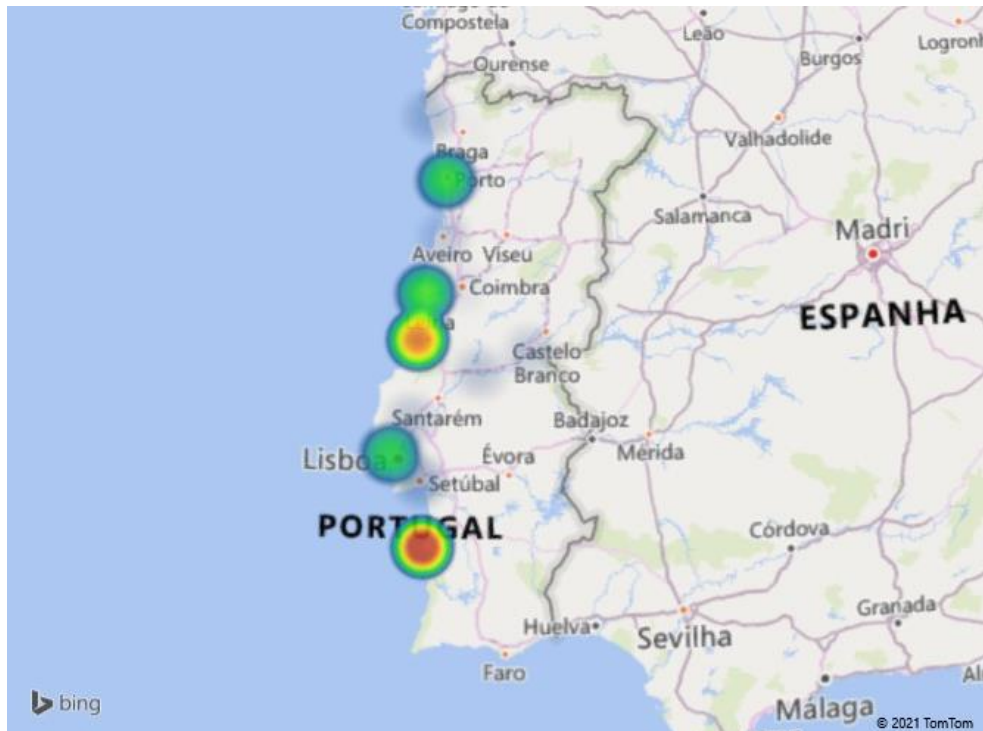 Compostela
Leão
Burgos
Logronh
Ourense
Valhadolide
Braga
Porto
Salamanca
Madri
Aveiro
Viseu
Coimbra
ESPANHA
Castelo
Branco
Santarém
Badajoz
Lisboa
Évora
Mérida
Setúbal
PORTUGAL
Córdova
Granada
Huelva
Sevilha
Faro
Málaga
bing
© 2021 TomTom